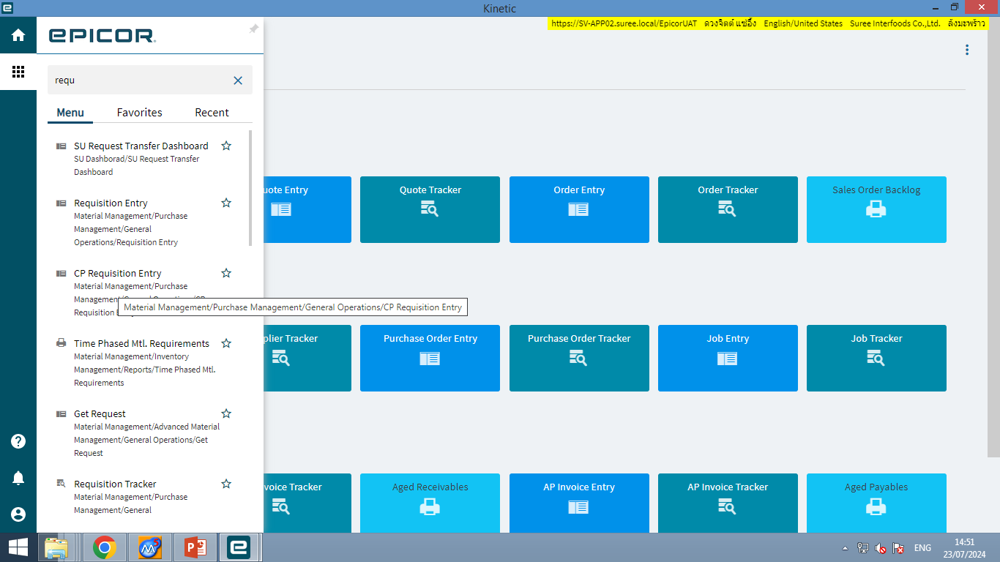 Kinetic
https://SV-APP02.suree.local/EpicorUAT ดวงจิตต์ แซ่อึ้ง English/United States Suree Interfoods Co.,Ltd. ล้งมะพร้าว
EPICOR
requ
Menu Favorites Recent
SU Request Transfer Dashboard
SU Dashborad/SU Request Transfer
Dashboard
Requisition Entry
Material Management/Purchase
Management/General
Operations/Requisition Entry
CP Requisition Entry
Material Management/Purchase
Material Management/Purchase Management/General Operations/CP Requisition Entry
Requisition
Time Phased Mtl. Requirements
Material Management/Inventory
Management/Reports/Time Phased Mtl.
Requirements
Get Request
Material Management/Advanced Material
Management/General Operations/Get
Request
Requisition Tracker
Material Management/Purchase
Management/General
uote Entry Quote Tracker Order Entry Order Tracker Sales Order Backlog
plier Tracker Purchase Order Entry Purchase Order Tracker Job Entry Job Tracker
voice Tracker Aged Receivables AP Invoice Entry AP Invoice Tracker Aged Payables
ENG
14:51
23/07/2024